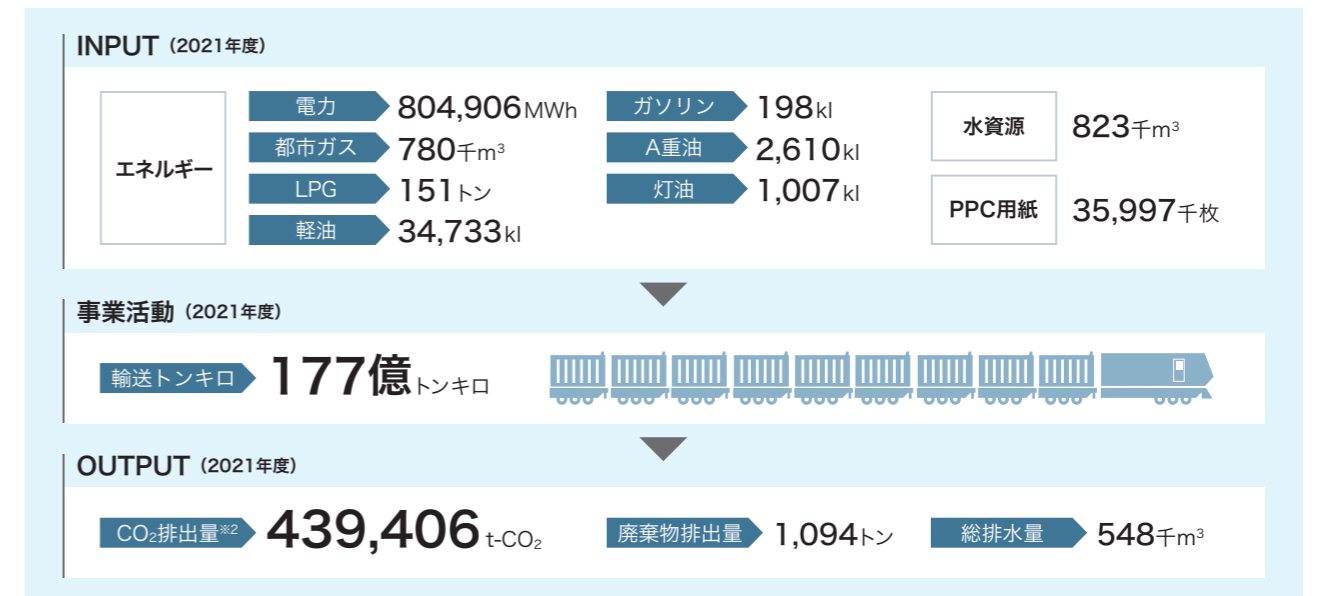 INPUT（2021年度）
エネルギー
電力 804,906MWh
都市ガス 780千m³
LPG 151トン
軽油 34,733kl
ガソリン 198kl
A重油 2,610kl
灯油 1,007kl
水資源 823千m³
PPC用紙 35,997千枚
事業活動（2021年度）
輸送トンキロ 177億トンキロ
OUTPUT（2021年度）
CO₂排出量※2 439,406 t-CO₂
廃棄物排出量 1,094トン
総排水量 548千m³